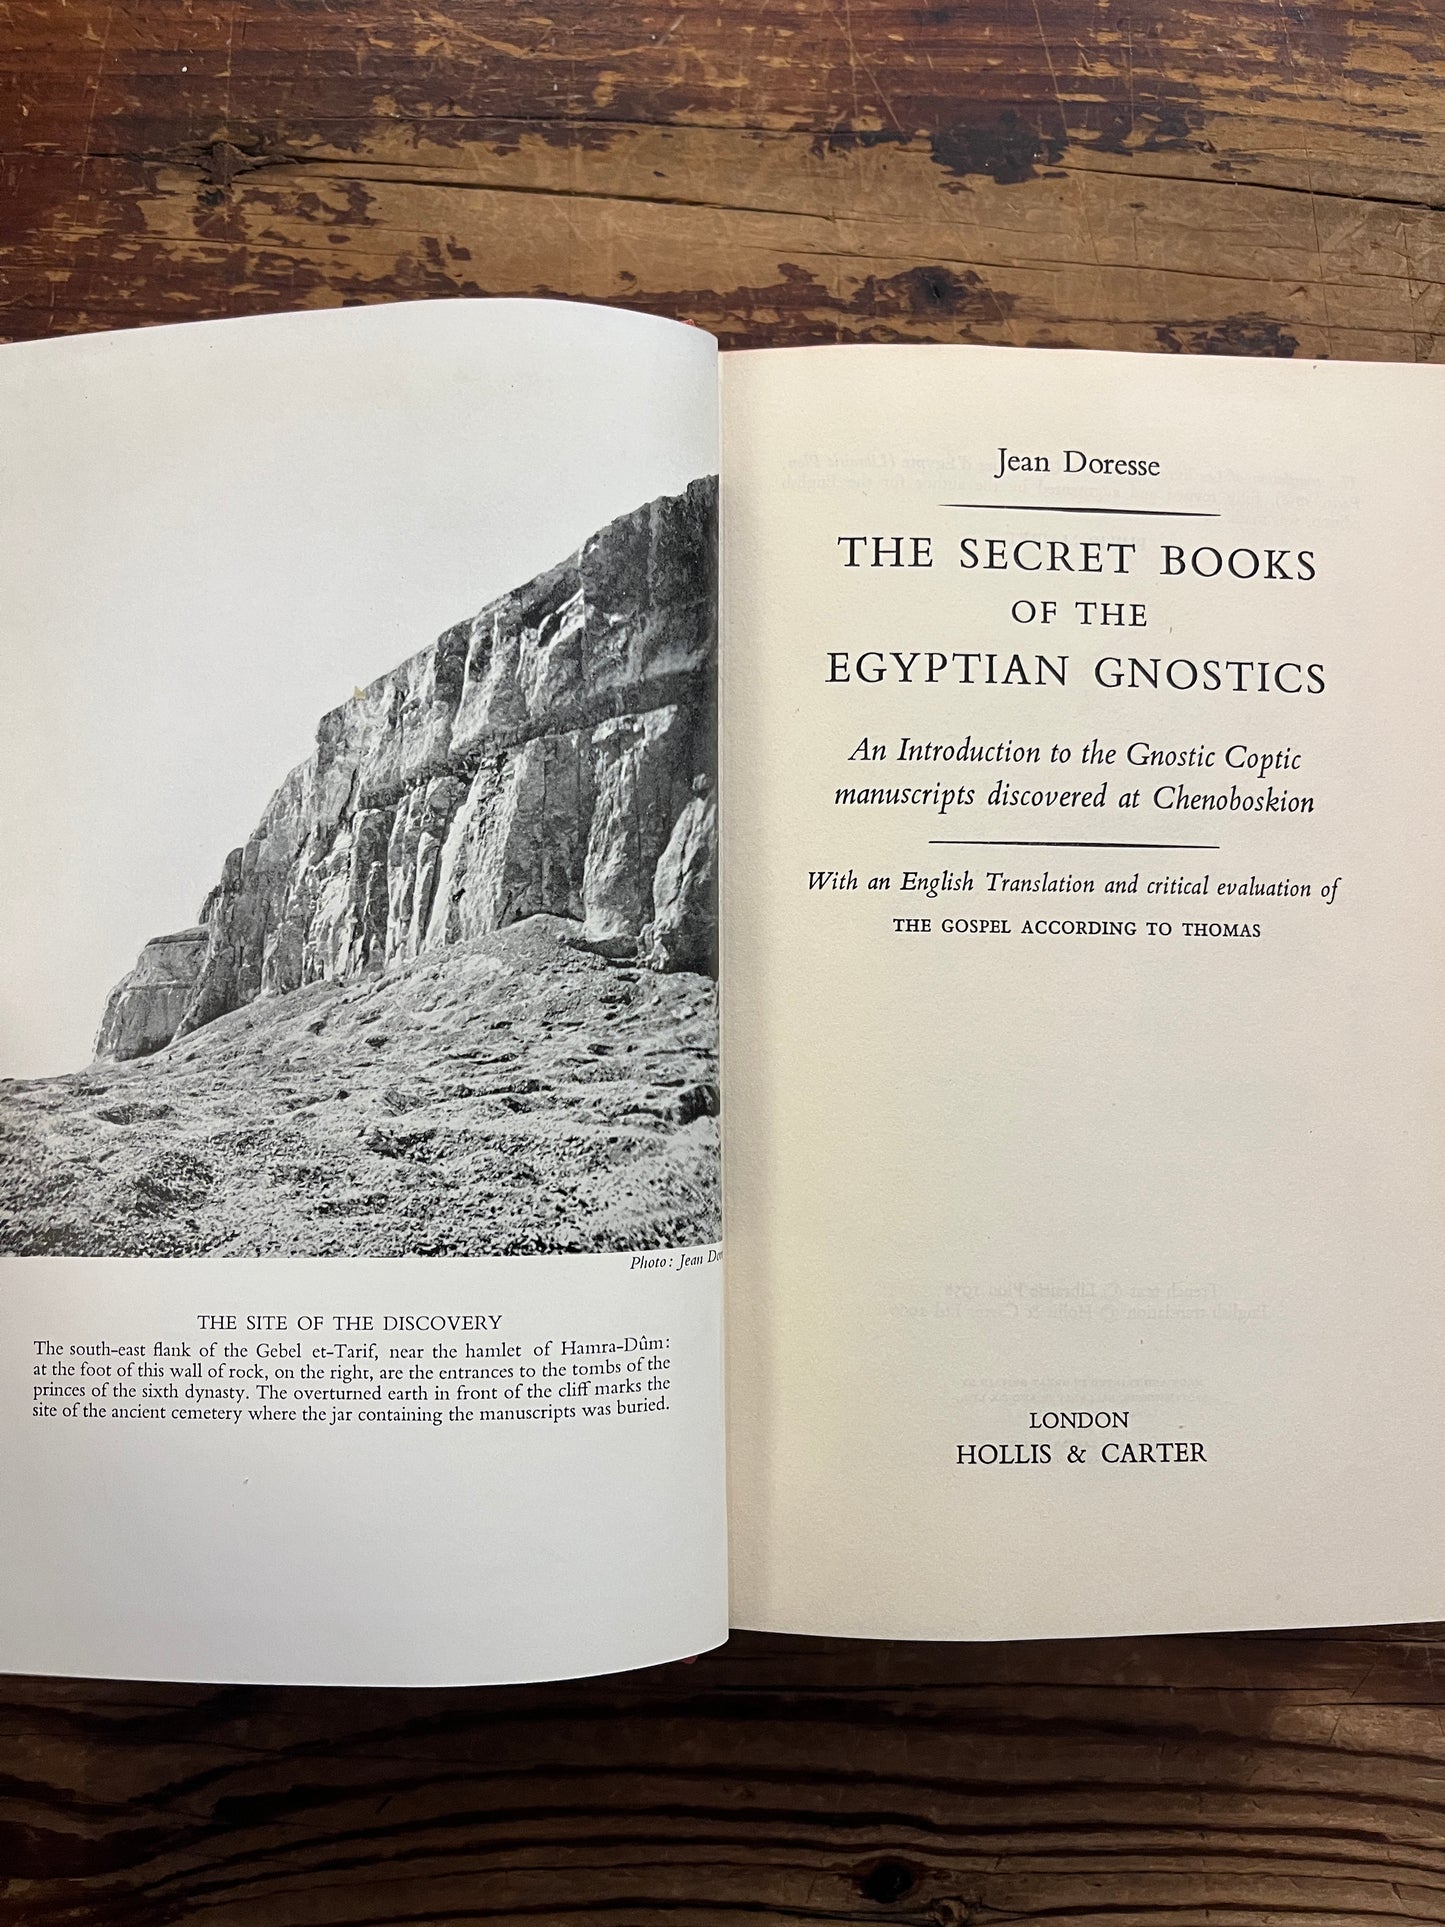 Photo: Jean
THE SITE OF THE DISCOVERY
The south-east flank of the Gebel et-Tarif, near the hamlet of Hamra-Dûm:
at the foot of this wall of rock, on the right, are the entrances to the tombs of the
princes of the sixth dynasty. The overturned earth in front of the cliff marks the
site of the ancient cemetery where the jar containing the manuscripts was buried.
Jean Doresse
THE SECRET BOOKS
OF THE
EGYPTIAN GNOSTICS
An Introduction to the Gnostic Coptic
manuscripts discovered at Chenoboskion
With an English Translation and critical evaluation of
THE GOSPEL ACCORDING TO THOMAS
LONDON
HOLLIS & CARTER